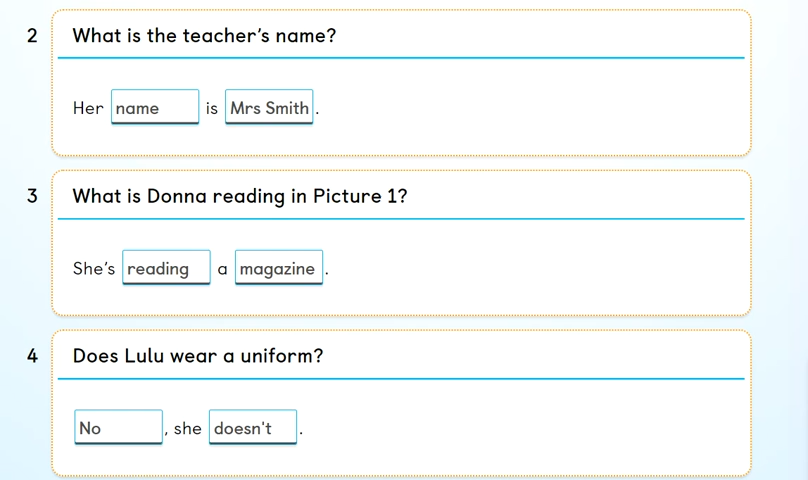 2 What is the teacher's name?
Her name is Mrs Smith.
3 What is Donna reading in Picture 1?
She's reading a magazine.
4 Does Lulu wear a uniform?
No, she doesn't.